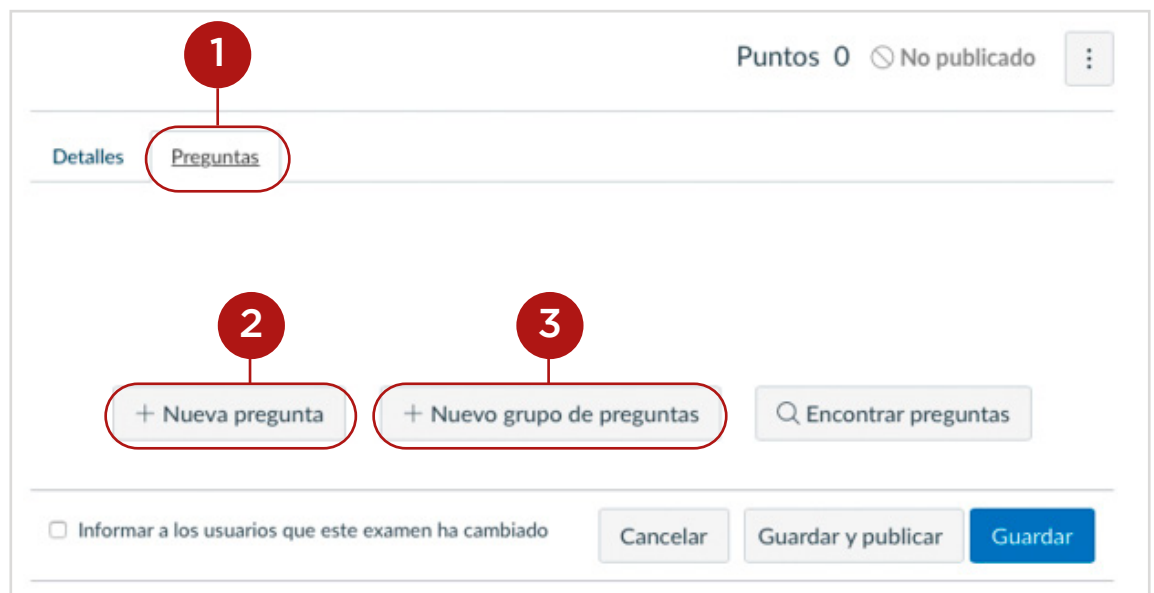 1
Puntos 0 No publicado
Detalles Preguntas
2 3
+ Nueva pregunta + Nuevo grupo de preguntas Encontrar preguntas
Informar a los usuarios que este examen ha cambiado Cancelar Guardar y publicar Guardar